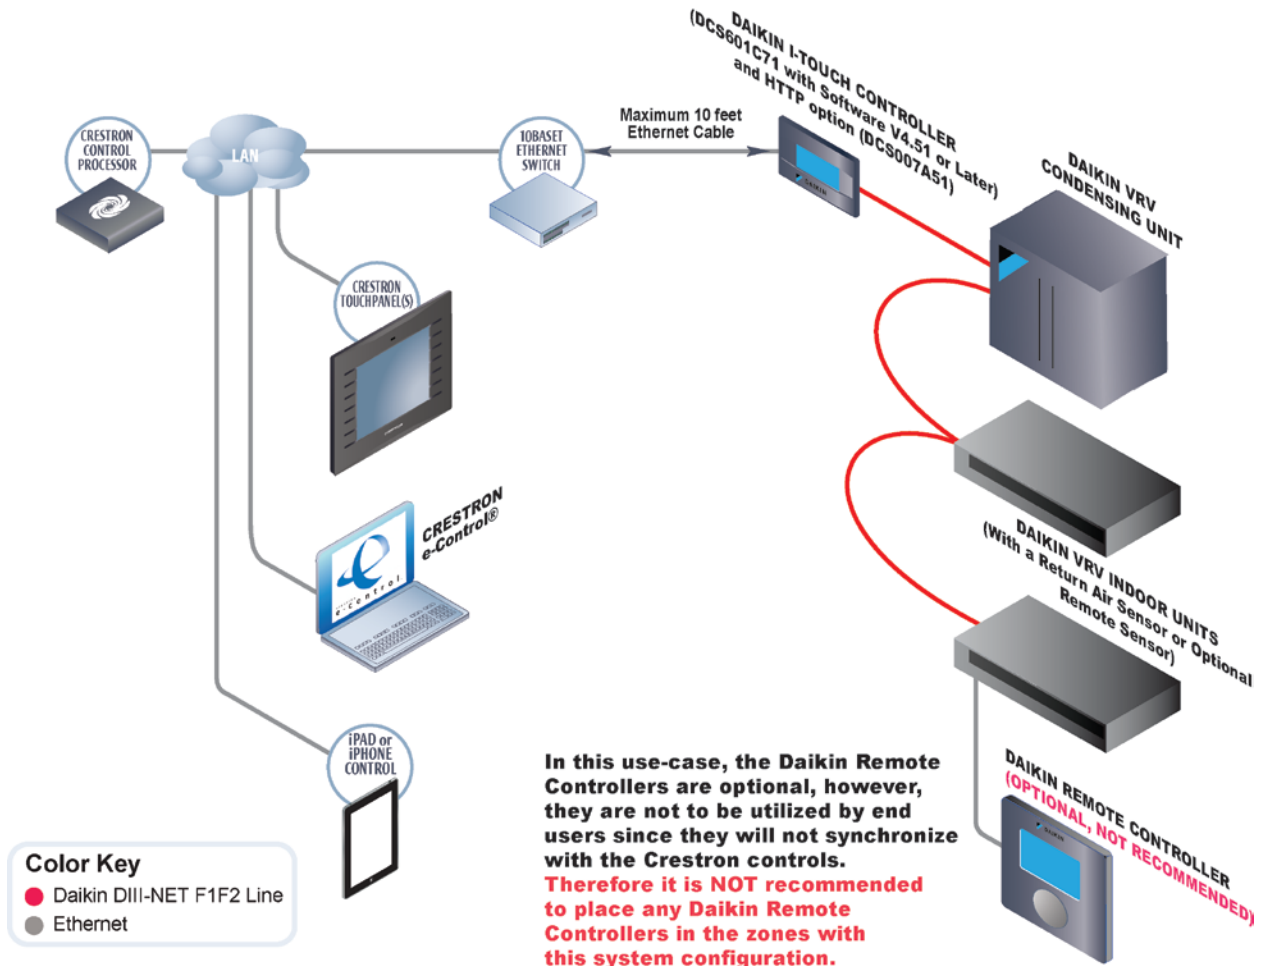 DAIKIN I-TOUCH CONTROLLER
(DCS601C71 with Software V4.51 or Later)
and HTTP option (DCS007A51)
CRESTRON
CONTROL
PROCESSOR
LAN
10BASET
ETHERNET
SWITCH
Maximum 10 feet
Ethernet Cable
DAIKIN
DAIKIN VRV
CONDENSING UNIT
CRESTRON
TOUCHPANEL(S)
CRESTRON
e-Control®
e-control
DAIKIN VRV INDOOR UNITS
(With a Return Air Sensor or Optional
Remote Sensor)
iPAD or
iPHONE
CONTROL
In this use-case, the Daikin Remote
Controllers are optional, however,
they are not to be utilized by end
users since they will not synchronize
with the Crestron controls.
Therefore it is NOT recommended
to place any Daikin Remote
Controllers in the zones with
this system configuration.
DAIKIN REMOTE CONTROLLER
(OPTIONAL, NOT RECOMMENDED)
DAIKIN
Color Key
Daikin DIII-NET F1F2 Line
Ethernet